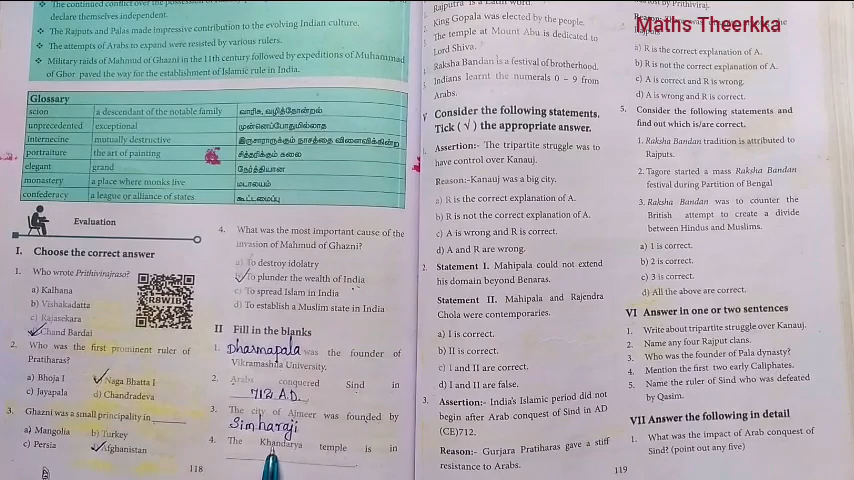 The continued conflict over the possession
declare themselves independent.
The Rajputs and Palas made impressive contribution to the evolving Indian culture.
The attempts of Arabs to expand were resisted by various rulers.
Military raids of Mahmud of Ghazni in the 11th century followed by expeditions of Muhammad
of Ghor paved the way for the establishment of Islamic rule in India.
Glossary
scion a descendant of the notable family வாரிசு, வழித்தோன்றல்
unprecedented exceptional முன்னெப்போதுமில்லாத
internecine mutually destructive இருசாராருக்கும் நாசத்தை விளைவிக்கின்ற
portraiture the art of painting சித்தரிக்கும் கலை
elegant grand நேர்த்தியான
monastery a place where monks live மடாலயம்
confederacy a league or alliance of states கூட்டமைப்பு
Evaluation
I. Choose the correct answer
1. Who wrote Prithivirajraso?
a) Kalhana
b) Vishakadatta
c) Rajasekara
Chand Bardai
R8WIB
2. Who was the first prominent ruler of
Pratiharas?
a) Bhoja I Naga Bhatta I
c) Jayapala d) Chandradeva
3. Ghazni was a small principality in
a) Mangolia b) Turkey
c) Persia Afghanistan
118
4. What was the most important cause of the
invasion of Mahmud of Ghazni?
a) To destroy idolatry
To plunder the wealth of India
c) To spread Islam in India
d) To establish a Muslim state in India
II Fill in the blanks
1. Dharmapala was the founder of
Vikramashila University.
2. Arabs conquered Sind in
712 A.D.
3. The city of Ajmeer was founded by
Simharaji
4. The Khandarya temple is in
Rajputra is a Latin word.
King Gopala was elected by the people.
The temple at Mount Abu is dedicated to
Lord Shiva.
Raksha Bandan is a festival of brotherhood.
Indians learnt the numerals 0 – 9 from
Arabs.
V Consider the following statements.
Tick (√) the appropriate answer.
Assertion:- The tripartite struggle was to
have control over Kanauj.
Reason:-Kanauj was a big city.
a) R is the correct explanation of A.
b) R is not the correct explanation of A.
c) A is wrong and R is correct.
d) A and R are wrong.
2. Statement I. Mahipala could not extend
his domain beyond Benaras.
Statement II. Mahipala and Rajendra
Chola were contemporaries.
a) I is correct.
b) II is correct.
c) I and II are correct.
d) I and II are false.
3. Assertion:- India's Islamic period did not
begin after Arab conquest of Sind in AD
(CE)712.
Reason:- Gurjara Pratiharas gave a stiff
resistance to Arabs.
by Prithiviraj.
Reason:
Maths Theerkka
a) R is the correct explanation of A.
b) R is not the correct explanation of A.
c) A is correct and R is wrong.
d) A is wrong and R is correct.
5. Consider the following statements and
find out which is/are correct.
1. Raksha Bandan tradition is attributed to
Rajputs.
2. Tagore started a mass Raksha Bandan
festival during Partition of Bengal
3. Raksha Bandan was to counter the
British attempt to create a divide
between Hindus and Muslims.
a) 1 is correct.
b) 2 is correct.
c) 3 is correct.
d) All the above are correct.
VI Answer in one or two sentences
1. Write about tripartite struggle over Kanauj.
2. Name any four Rajput clans.
3. Who was the founder of Pala dynasty?
4. Mention the first two early Caliphates.
5. Name the ruler of Sind who was defeated
by Qasim.
VII Answer the following in detail
1. What was the impact of Arab conquest of
Sind? (point out any five)
119